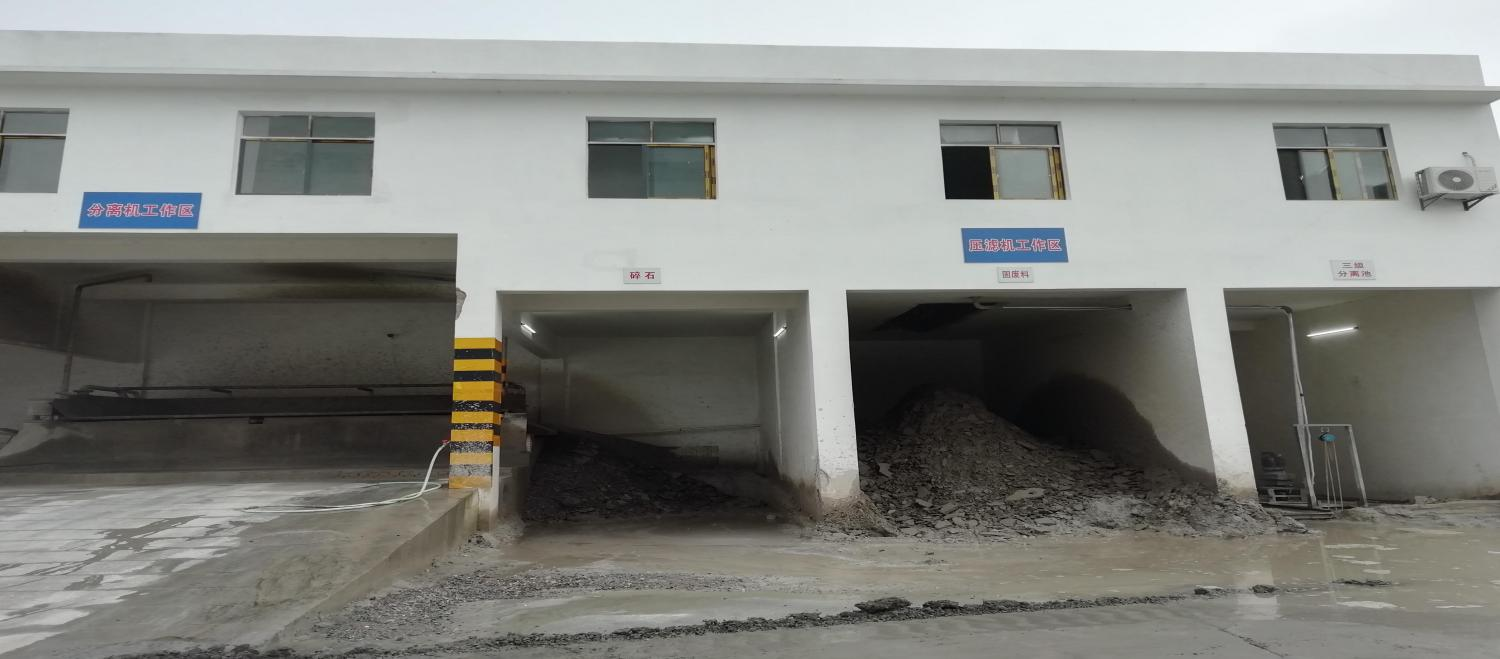 分离机工作区
碎石
压滤机工作区
固废料
三级
分离池